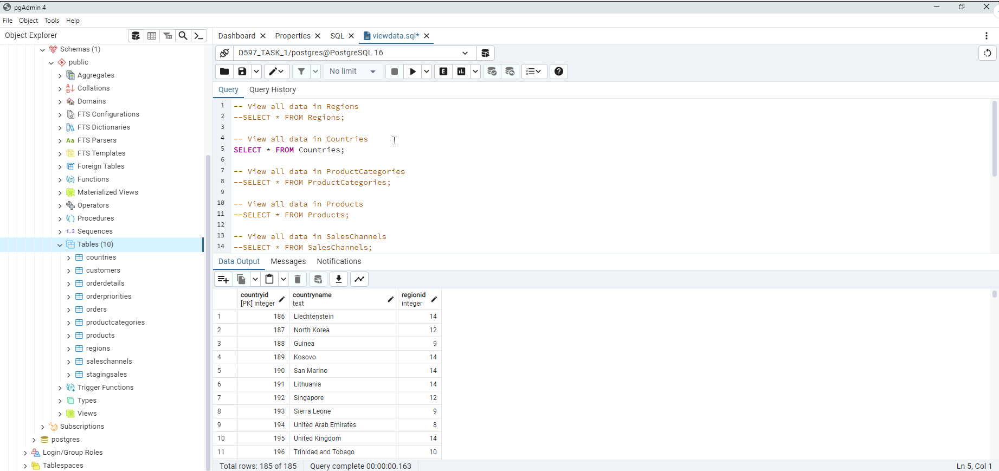 pgAdmin 4
File Object Tools Help
Object Explorer
Schemas (1)
public
Aggregates
Collations
Domains
FTS Configurations
FTS Dictionaries
FTS Parsers
FTS Templates
Foreign Tables
Functions
Materialized Views
Operators
Procedures
1..3 Sequences
Tables (10)
countries
customers
orderdetails
orderpriorities
orders
productcategories
products
regions
saleschannels
stagingsales
Trigger Functions
Types
Views
Subscriptions
postgres
Login/Group Roles
Tablespaces
Dashboard Properties SQL viewdata.sql*
D597_TASK_1/postgres@PostgreSQL 16
No limit
Query Query History
1 -- View all data in Regions
2 --SELECT * FROM Regions;
3
4 -- View all data in Countries
5 SELECT * FROM Countries;
6
7 -- View all data in ProductCategories
8 --SELECT * FROM ProductCategories;
9
10 -- View all data in Products
11 --SELECT * FROM Products;
12
13 -- View all data in SalesChannels
14 --SELECT * FROM SalesChannels;
Data Output Messages Notifications
countryid countryname regionid
[PK] integer text integer
1 186 Liechtenstein 14
2 187 North Korea 12
3 188 Guinea 9
4 189 Kosovo 14
5 190 San Marino 14
6 191 Lithuania 14
7 192 Singapore 12
8 193 Sierra Leone 9
9 194 United Arab Emirates 8
10 195 United Kingdom 14
11 196 Trinidad and Tobago 10
Total rows: 185 of 185 Query complete 00:00:00.163 Ln 5, Col 1